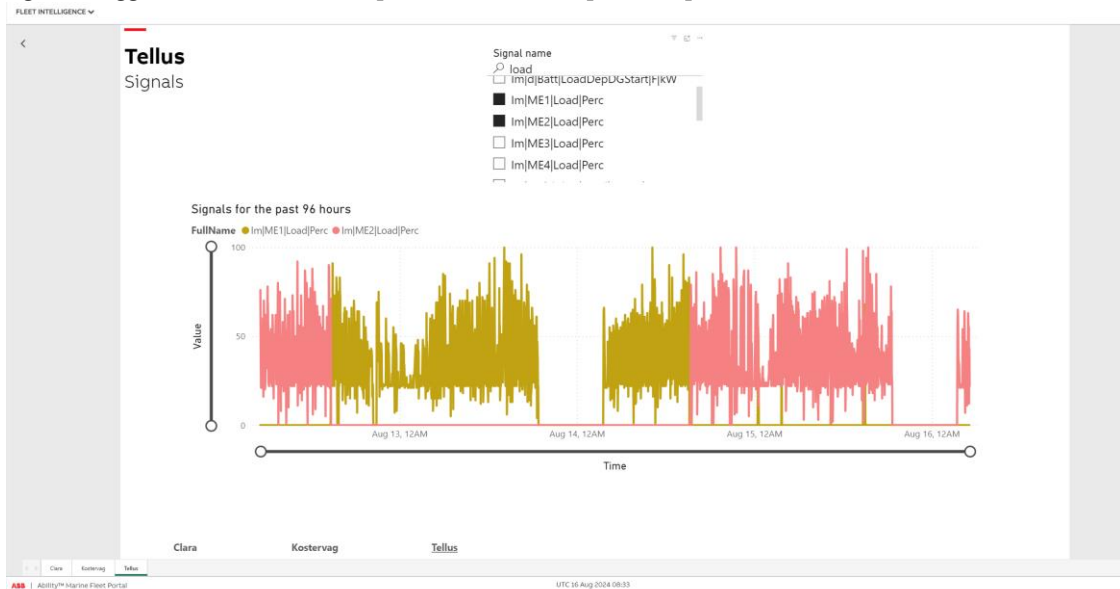 FLEET INTELLIGENCE
Tellus
Signals
Signal name
load
Im|d|Batt|LoadDepDGStart|F|kW
Im|ME1|Load|Perc
Im|ME2|Load|Perc
Im|ME3|Load|Perc
Im|ME4|Load|Perc
Signals for the past 96 hours
FullName Im|ME1|Load|Perc Im|ME2|Load|Perc
100
50
0
Value
Aug 13, 12AM Aug 14, 12AM Aug 15, 12AM Aug 16, 12AM
Time
Clara Kostervag Tellus
Clara Kostervag Tellus
ABB | Ability™ Marine Fleet Portal UTC 16 Aug 2024 08:33